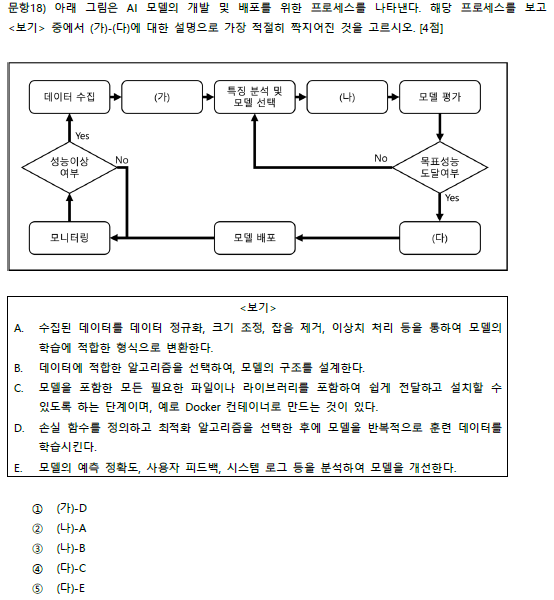 문항18) 아래 그림은 AI 모델의 개발 및 배포를 위한 프로세스를 나타낸다. 해당 프로세스를 보고
<보기> 중에서 (가)-(다)에 대한 설명으로 가장 적절히 짝지어진 것을 고르시오. [4점]
데이터 수집
(가)
특징 분석 및
모델 선택
(나)
모델 평가
Yes
성능이상
여부
No
No
목표성능
도달여부
Yes
모니터링
모델 배포
(다)
<보기>
A. 수집된 데이터를 데이터 정규화, 크기 조정, 잡음 제거, 이상치 처리 등을 통하여 모델의
학습에 적합한 형식으로 변환한다.
B. 데이터에 적합한 알고리즘을 선택하여, 모델의 구조를 설계한다.
C. 모델을 포함한 모든 필요한 파일이나 라이브러리를 포함하여 쉽게 전달하고 설치할 수
있도록 하는 단계이며, 예로 Docker 컨테이너로 만드는 것이 있다.
D. 손실 함수를 정의하고 최적화 알고리즘을 선택한 후에 모델을 반복적으로 훈련 데이터를
학습시킨다.
E. 모델의 예측 정확도, 사용자 피드백, 시스템 로그 등을 분석하여 모델을 개선한다.
① (가)-D
② (나)-A
③ (나)-B
④ (다)-C
⑤ (다)-E